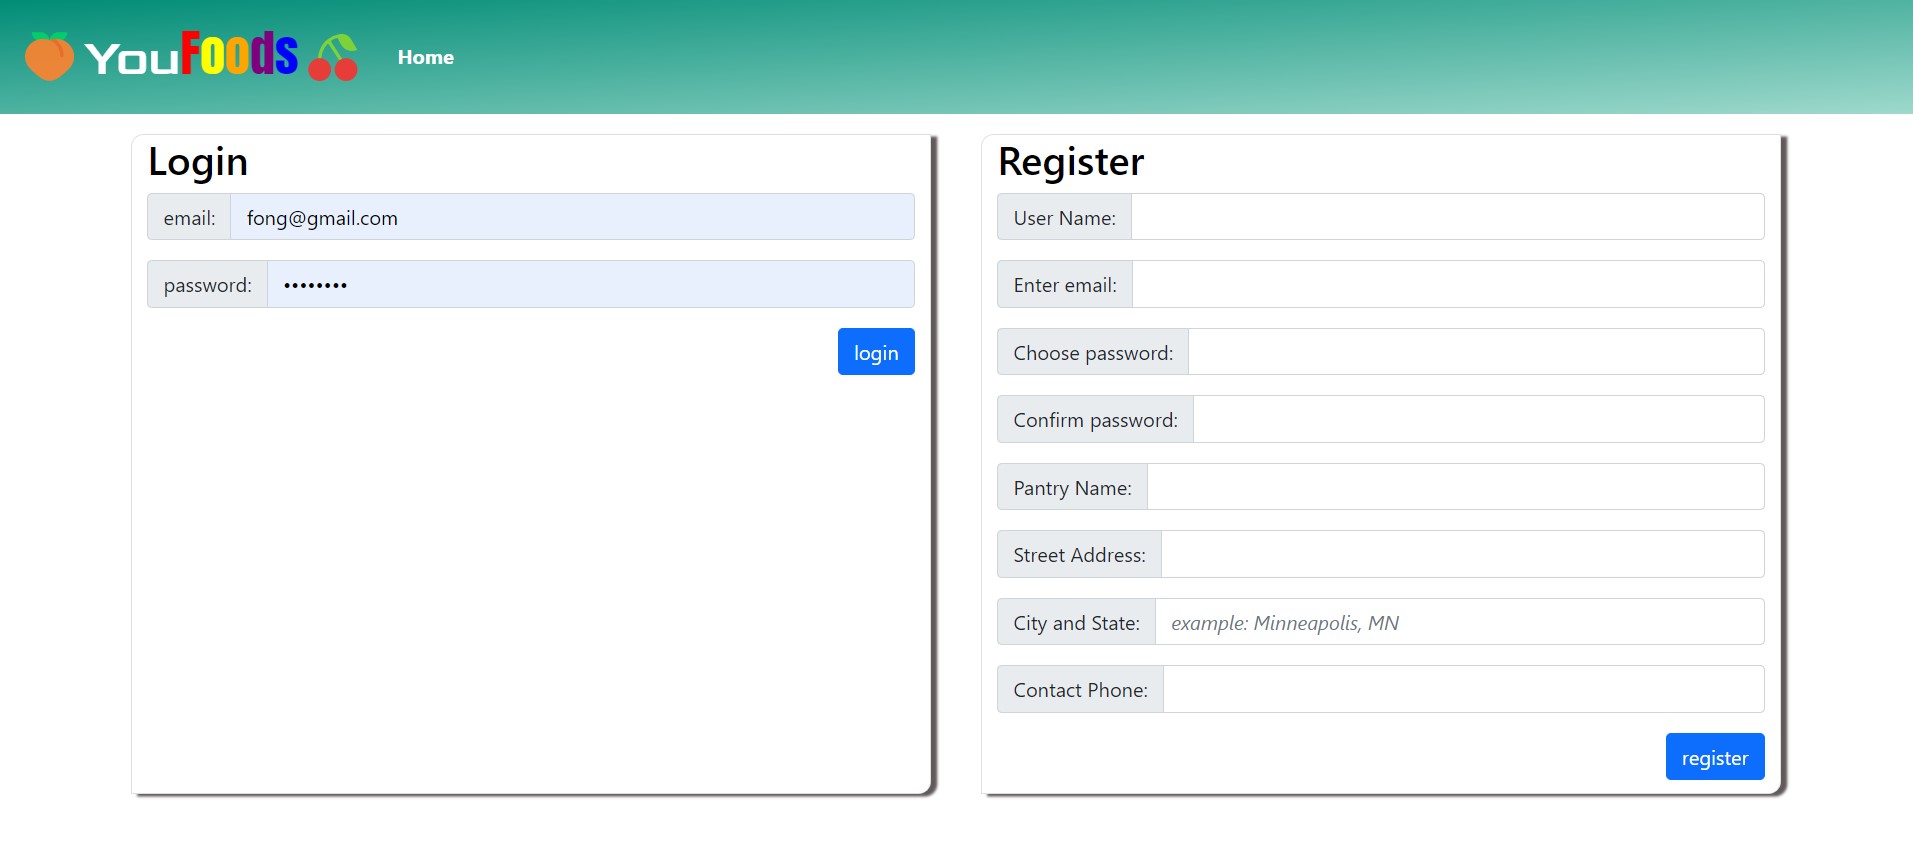 YouFoods
Home
Login
email: fong@gmail.com
password: ••••••••
login
Register
User Name:
Enter email:
Choose password:
Confirm password:
Pantry Name:
Street Address:
City and State: example: Minneapolis, MN
Contact Phone:
register